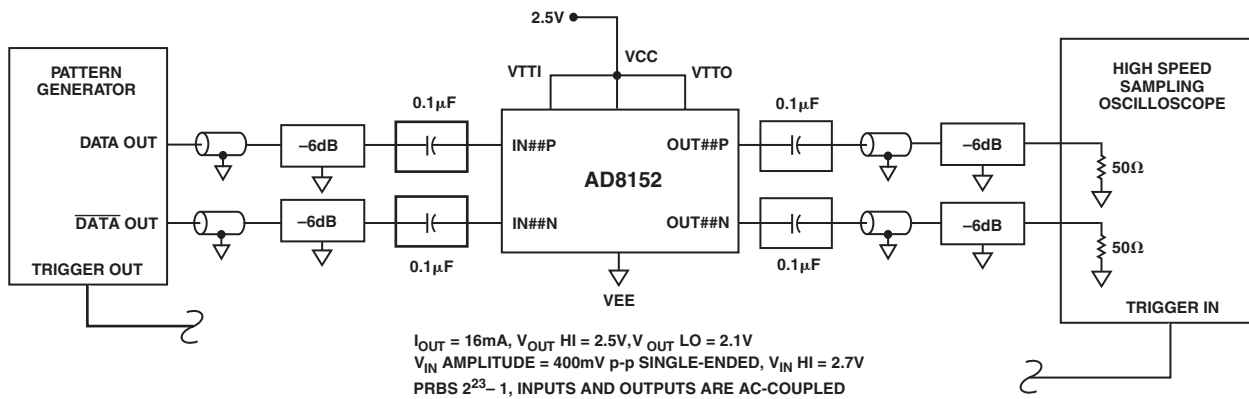 2.5V
VTTI
VCC
VTTO
PATTERN
GENERATOR
DATA OUT
DATA OUT
TRIGGER OUT
–6dB
–6dB
0.1µF
0.1µF
IN##P
IN##N
AD8152
OUT##P
OUT##N
VEE
0.1µF
0.1µF
–6dB
–6dB
HIGH SPEED
SAMPLING
OSCILLOSCOPE
50Ω
50Ω
TRIGGER IN
IOUT = 16mA, VOUT HI = 2.5V, V OUT LO = 2.1V
VIN AMPLITUDE = 400mV p-p SINGLE-ENDED, VIN HI = 2.7V
PRBS 2²³– 1, INPUTS AND OUTPUTS ARE AC-COUPLED